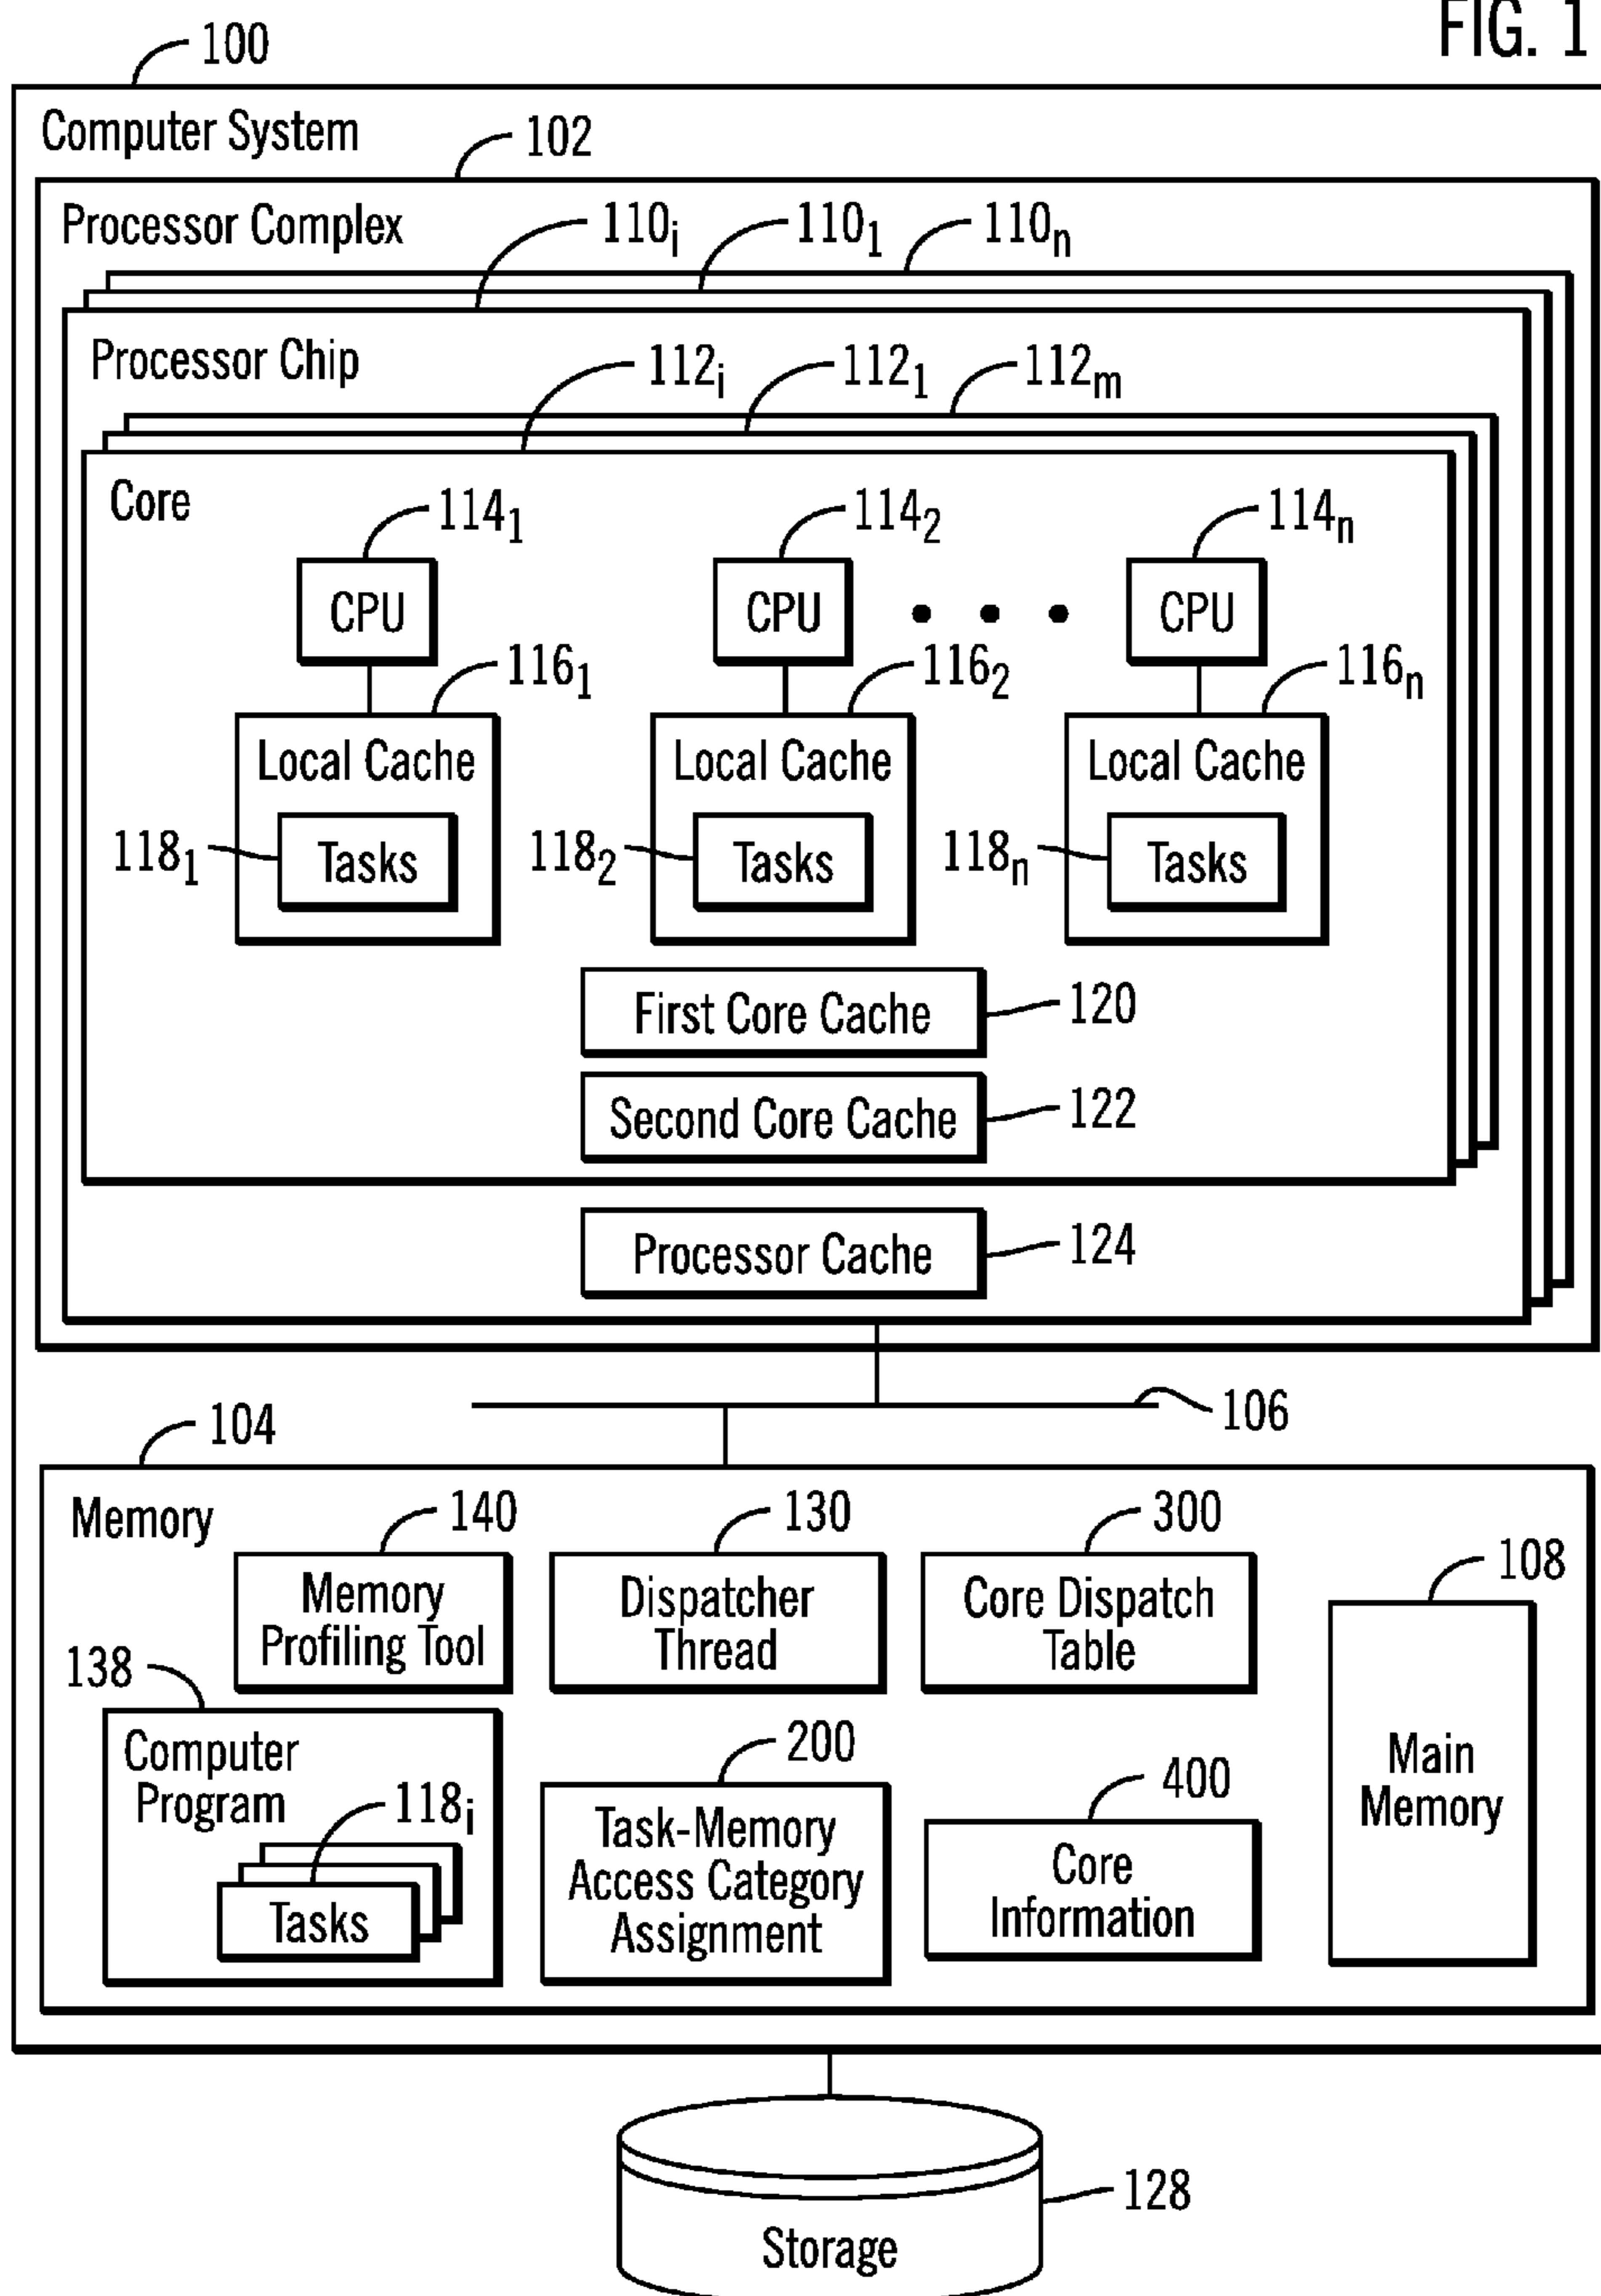 FIG. 1
100
Computer System
102
Processor Complex
110i 1101 110n
Processor Chip
112i 1121 112m
Core
1141 1142 114n
CPU CPU • • • CPU
1161 1162 116n
Local Cache Local Cache Local Cache
1181 Tasks 1182 Tasks 118n Tasks
First Core Cache 120
Second Core Cache 122
Processor Cache 124
106
104
Memory
140
Memory
Profiling Tool
130
Dispatcher
Thread
300
Core Dispatch
Table
108
Main
Memory
138
Computer
Program
118i
Tasks
200
Task-Memory
Access Category
Assignment
400
Core
Information
128
Storage